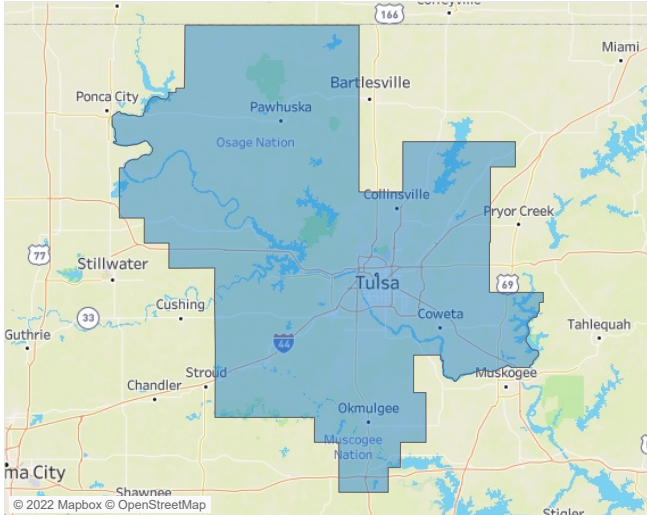 166
Miami
Bartlesville
Ponca City
Pawhuska
Osage Nation
Collinsville
Pryor Creek
77
Stillwater
Tulsa
69
Cushing
33
Coweta
Guthrie
44
Tahlequah
Stroud
Muskogee
Chandler
Okmulgee
Muscogee
Nation
ma City
Shawnee
© 2022 Mapbox © OpenStreetMap
Stigler